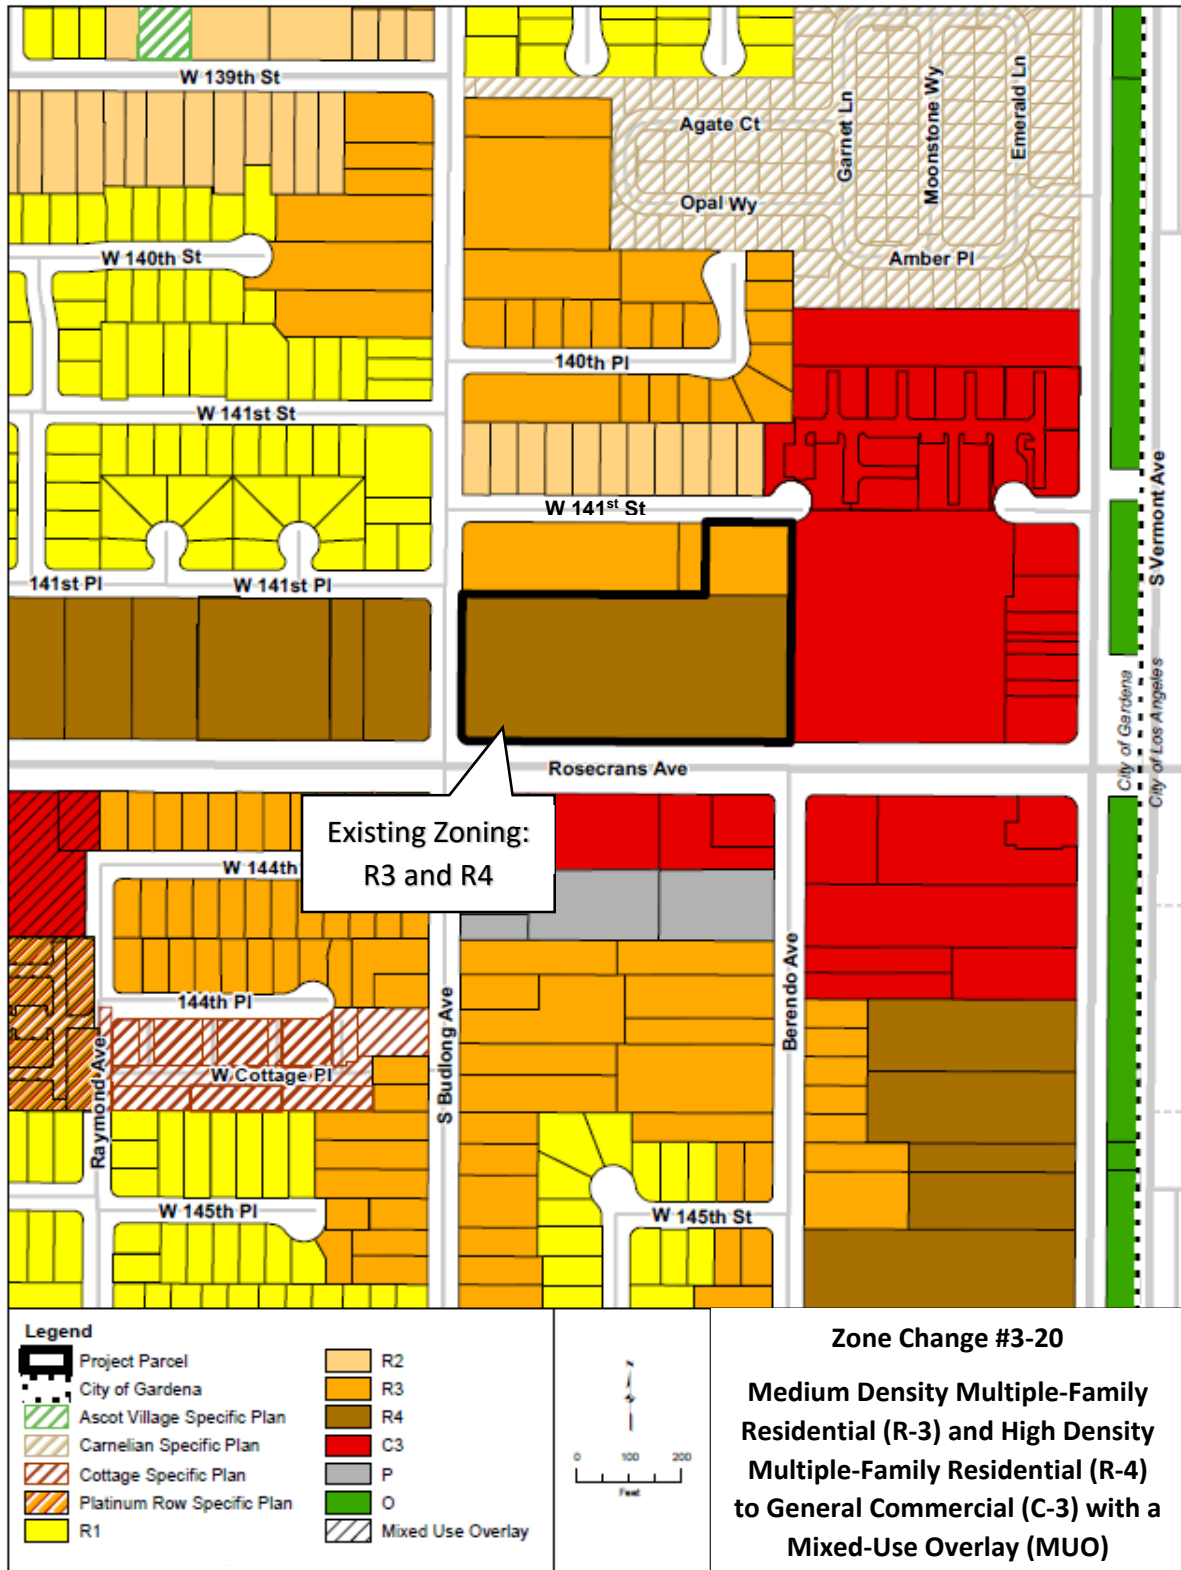 W 139th St
Agate Ct
Garnet Ln
Moonstone Wy
Emerald Ln
Opal Wy
W 140th St
Amber Pl
140th Pl
W 141st St
W 141st St
S Vermont Ave
141st Pl
W 141st Pl
City of Gardena
City of Los Angeles
Rosecrans Ave
Existing Zoning:
R3 and R4
W 144th
Berendo Ave
144th Pl
S Budlong Ave
Raymond Ave
W Cottage Pl
W 145th Pl
W 145th St
Legend
Project Parcel
City of Gardena
Ascot Village Specific Plan
Carnelian Specific Plan
Cottage Specific Plan
Platinum Row Specific Plan
R1
R2
R3
R4
C3
P
O
Mixed Use Overlay
N
0 100 200
Feet
Zone Change #3-20
Medium Density Multiple-Family
Residential (R-3) and High Density
Multiple-Family Residential (R-4)
to General Commercial (C-3) with a
Mixed-Use Overlay (MUO)